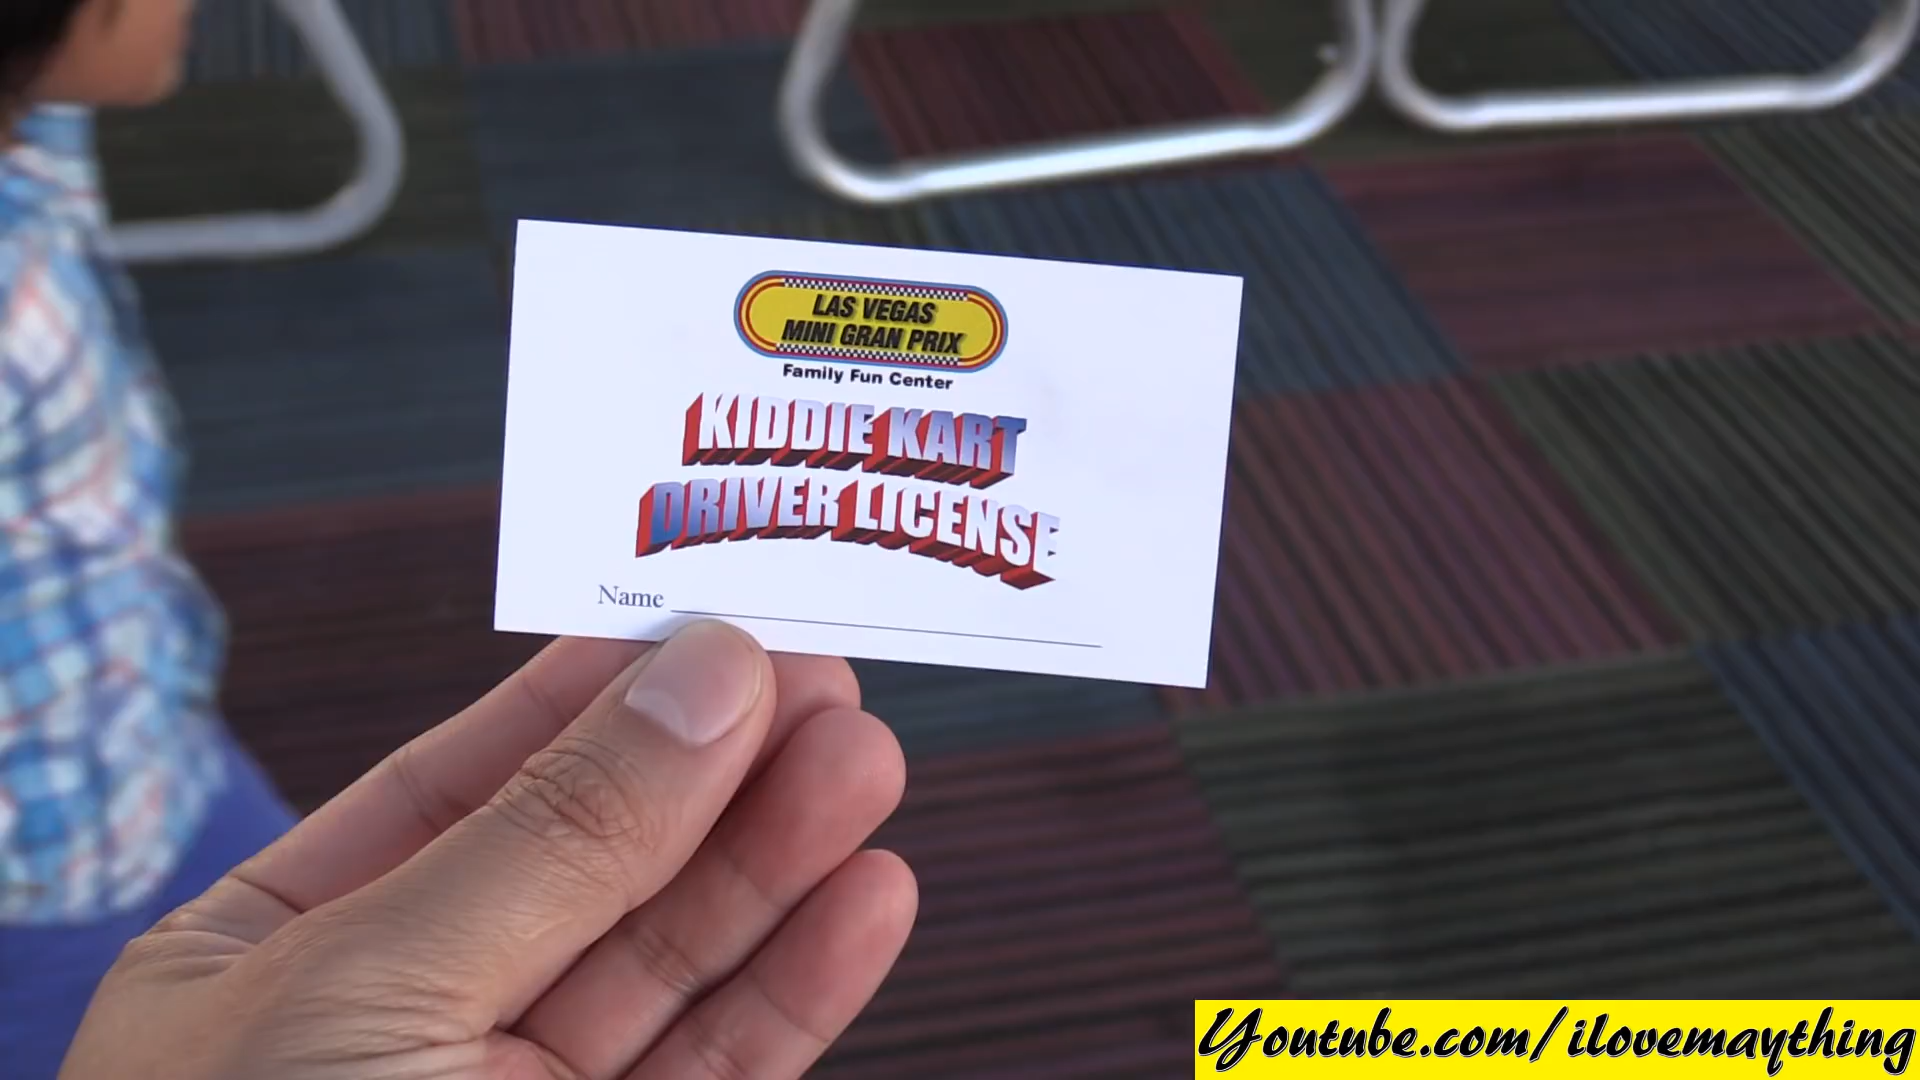 LAS VEGAS
MINI GRAN PRIX
Family Fun Center
KIDDIE KART
DRIVER LICENSE
Name
Youtube.com/ilovemaything